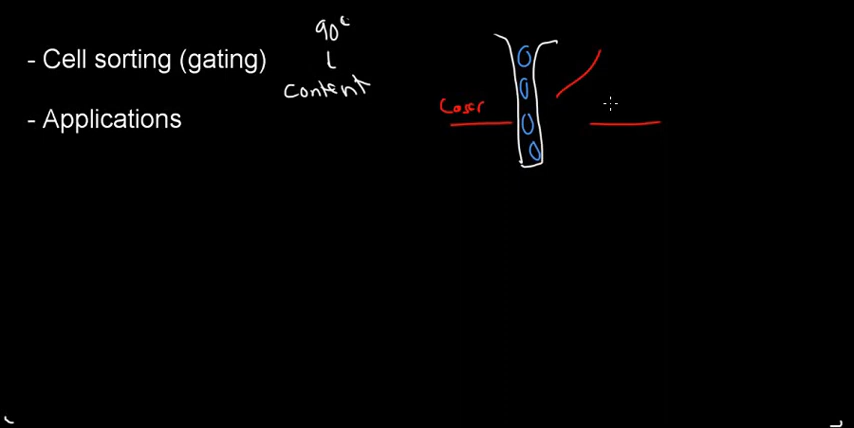 90°
- Cell sorting (gating)
content
Laser
- Applications